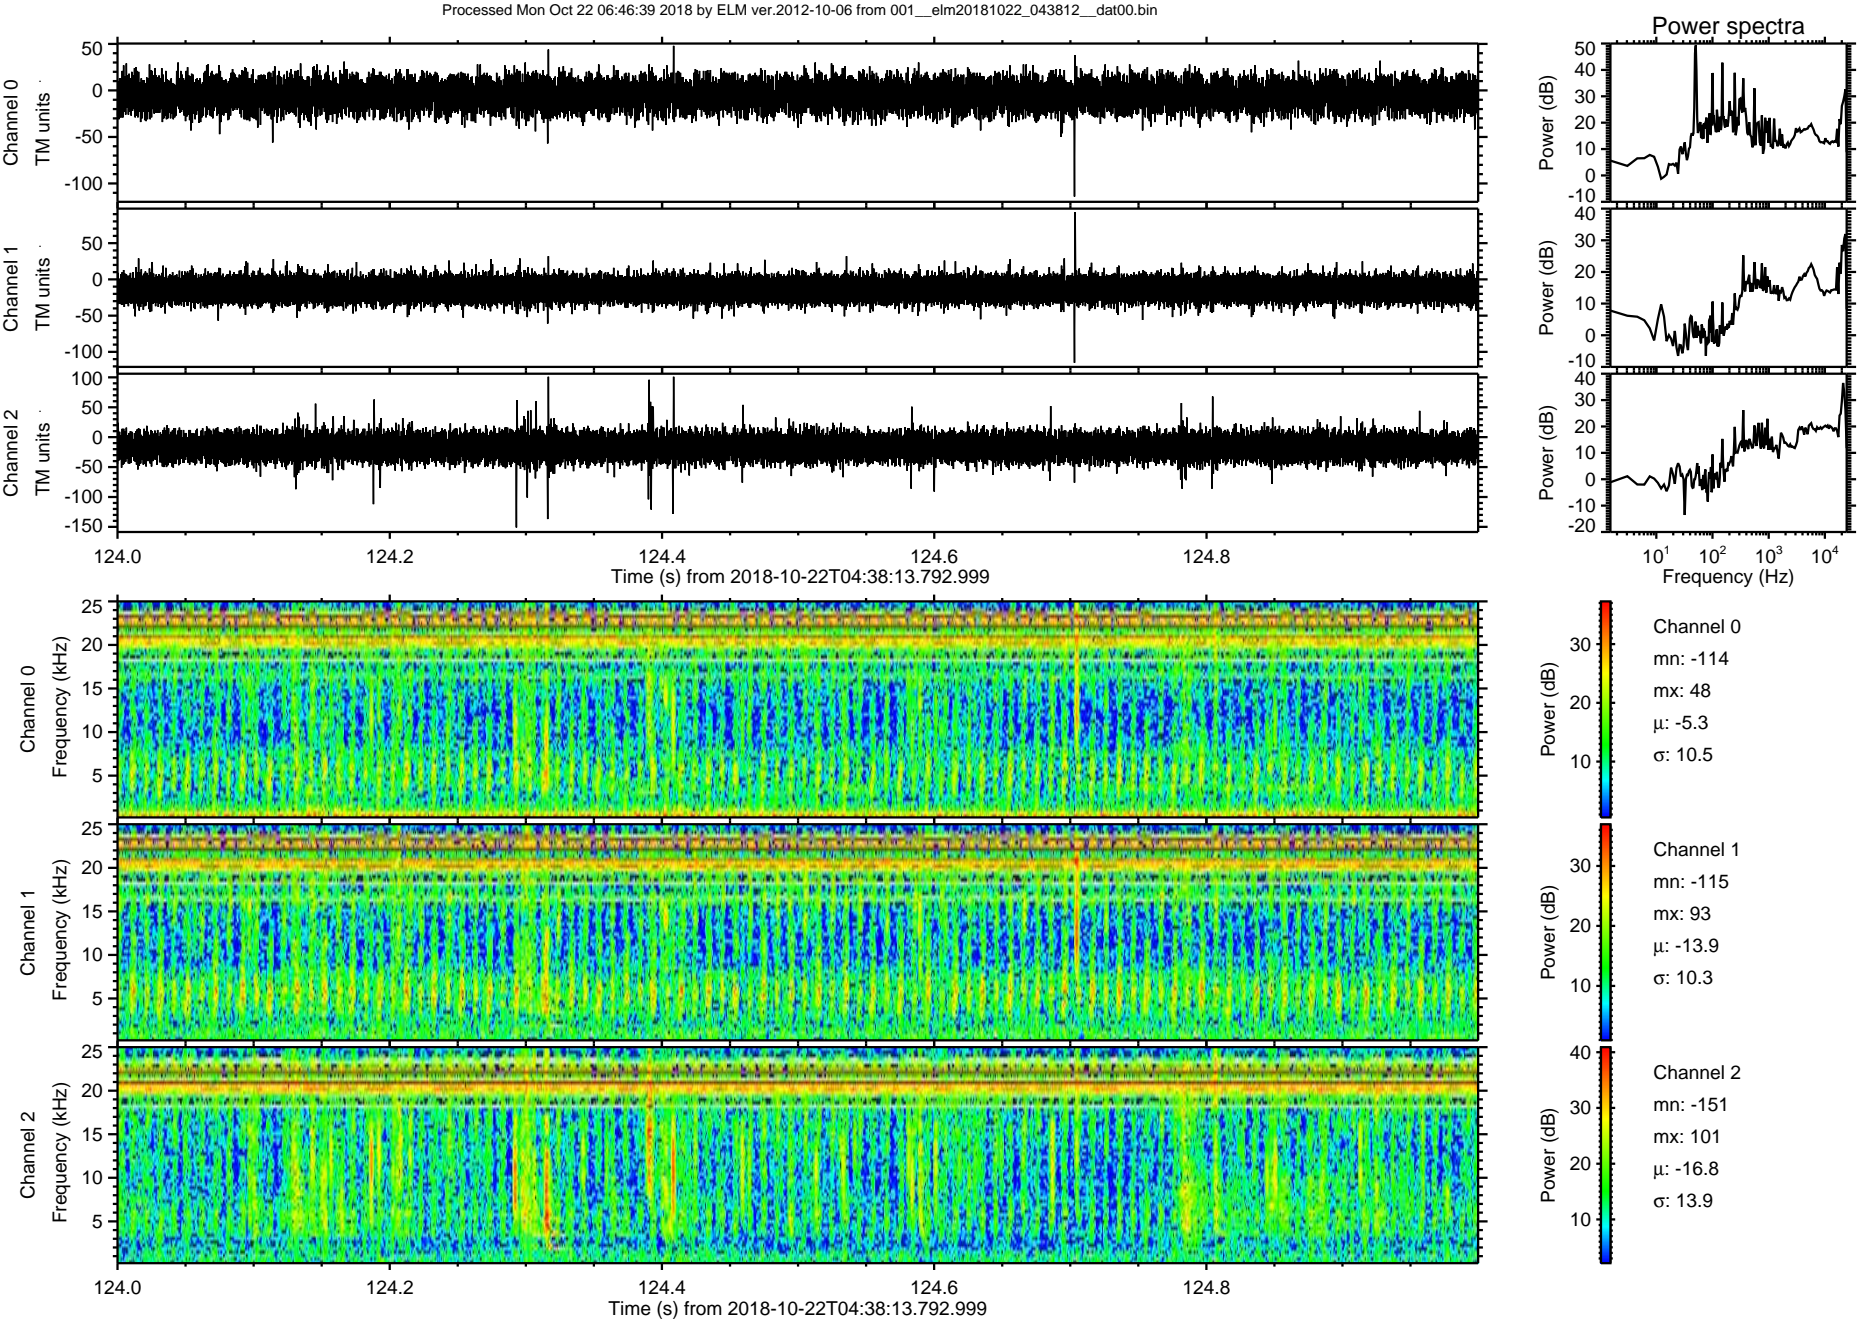 Processed Mon Oct 22 06:46:39 2018 by ELM ver.2012-10-06 from 001__elm20181022_043812__dat00.bin
Power spectra
Channel 0
TM units
50
0
-50
-100
Power (dB)
50
40
30
20
10
0
-10
Channel 1
TM units
50
0
-50
-100
Power (dB)
40
30
20
10
0
-10
Channel 2
TM units
100
50
0
-50
-100
-150
Power (dB)
40
30
20
10
0
-10
-20
124.0 124.2 124.4 124.6 124.8
Time (s) from 2018-10-22T04:38:13.792.999
10¹ 10² 10³ 10⁴
Frequency (Hz)
Channel 0
Frequency (kHz)
25
20
15
10
5
Power (dB)
30
20
10
Channel 0
mn: -114
mx: 48
μ: -5.3
σ: 10.5
Channel 1
Frequency (kHz)
25
20
15
10
5
Power (dB)
30
20
10
Channel 1
mn: -115
mx: 93
μ: -13.9
σ: 10.3
Channel 2
Frequency (kHz)
25
20
15
10
5
Power (dB)
40
30
20
10
Channel 2
mn: -151
mx: 101
μ: -16.8
σ: 13.9
124.0 124.2 124.4 124.6 124.8
Time (s) from 2018-10-22T04:38:13.792.999